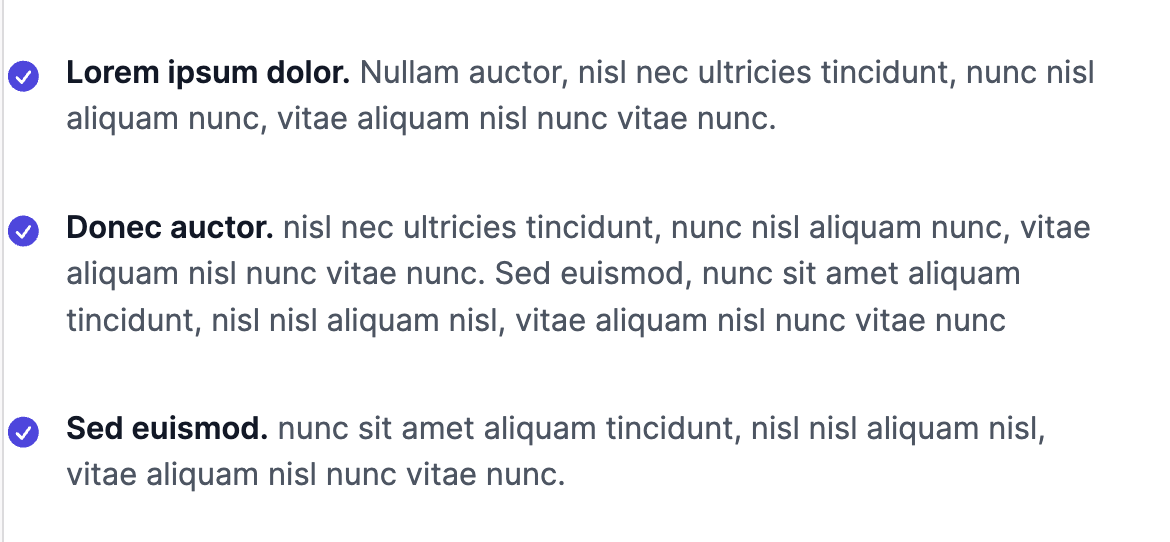 Lorem ipsum dolor. Nullam auctor, nisl nec ultricies tincidunt, nunc nisl
aliquam nunc, vitae aliquam nisl nunc vitae nunc.
Donec auctor. nisl nec ultricies tincidunt, nunc nisl aliquam nunc, vitae
aliquam nisl nunc vitae nunc. Sed euismod, nunc sit amet aliquam
tincidunt, nisl nisl aliquam nisl, vitae aliquam nisl nunc vitae nunc
Sed euismod. nunc sit amet aliquam tincidunt, nisl nisl aliquam nisl,
vitae aliquam nisl nunc vitae nunc.